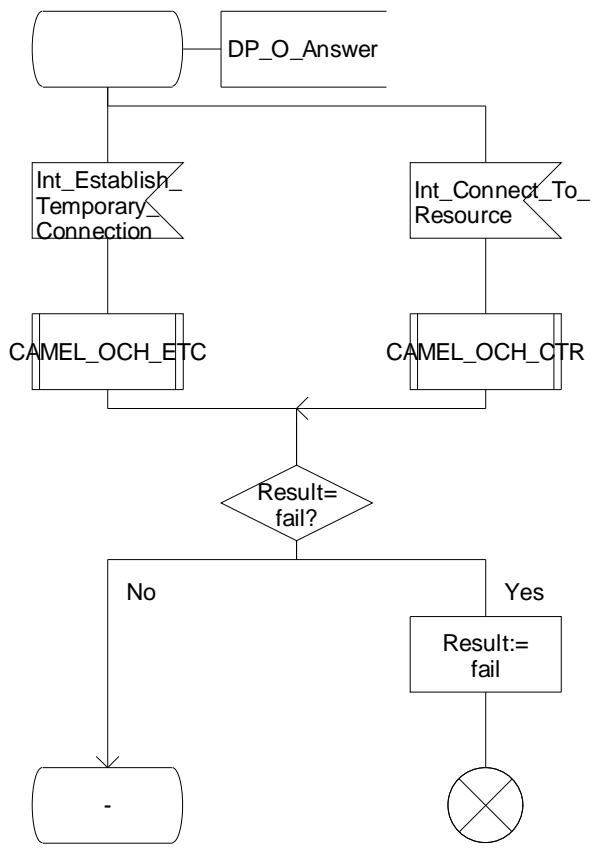 DP_O_Answer
Int_Establish_
Temporary_
Connection
Int_Connect_To_
Resource
CAMEL_OCH_ETC
CAMEL_OCH_CTR
Result=
fail?
No
Yes
Result:=
fail
-